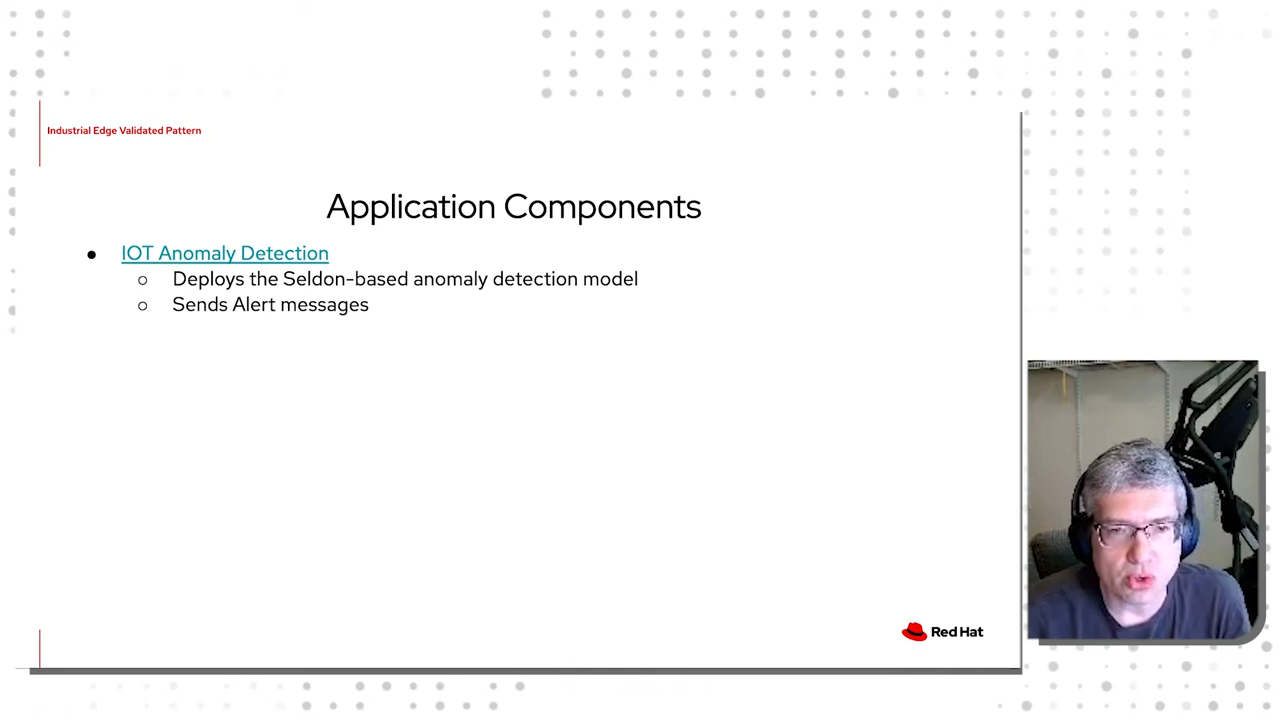 Industrial Edge Validated Pattern
Application Components
● IOT Anomaly Detection
○ Deploys the Seldon-based anomaly detection model
○ Sends Alert messages
Red Hat